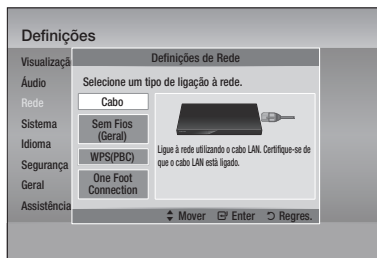 Definições
Visualizaçã
Áudio
Rede
Sistema
Idioma
Segurança
Geral
Assistência
Definições de Rede
Selecione um tipo de ligação à rede.
Cabo
Sem Fios
(Geral)
WPS(PBC)
One Foot
Connection
Ligue à rede utilizando o cabo LAN. Certifique-se de
que o cabo LAN está ligado.
Mover Enter Regres.